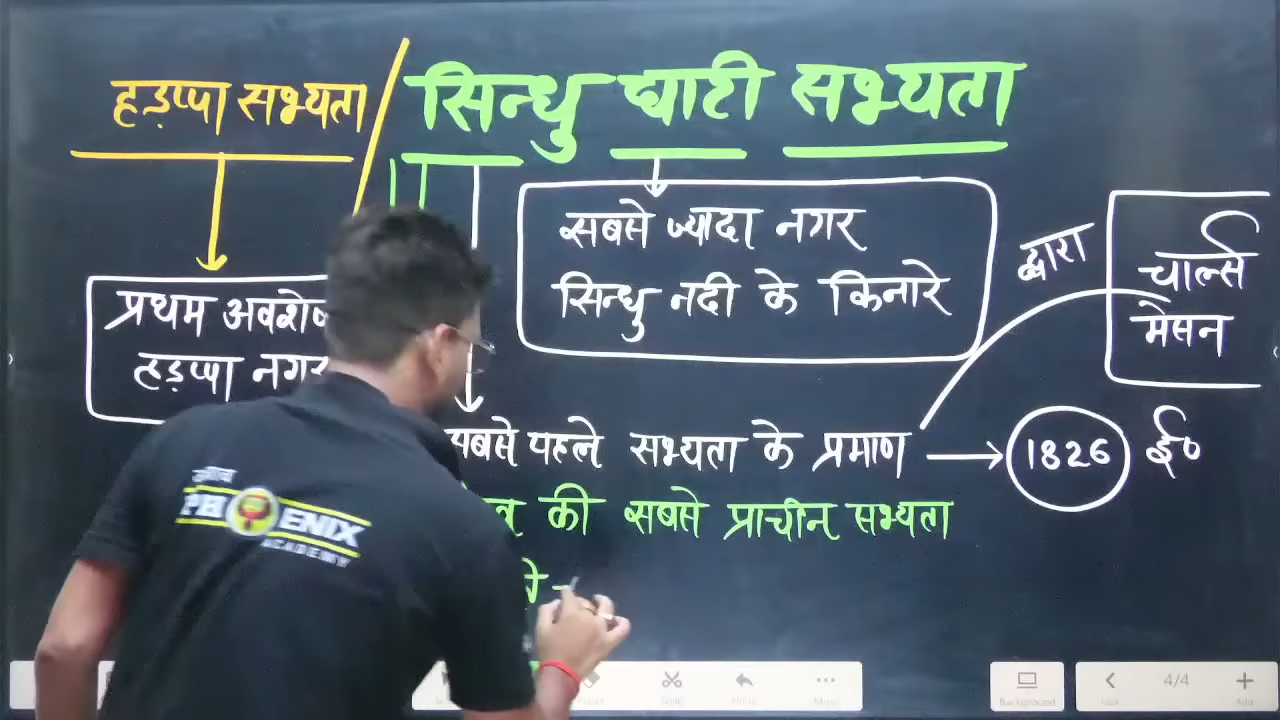 हड़प्पा सभ्यता / सिन्धु घाटी सभ्यता
सबसे ज्यादा नगर
सिन्धु नदी के किनारे
द्वारा
चार्ल्स
मेसन
प्रथम अवशेष
हड़प्पा नगर
सबसे पहले सभ्यता के प्रमाण → 1826 ई०
की सबसे प्राचीन सभ्यता
PHOENIX
ACADEMY
Background
4/4